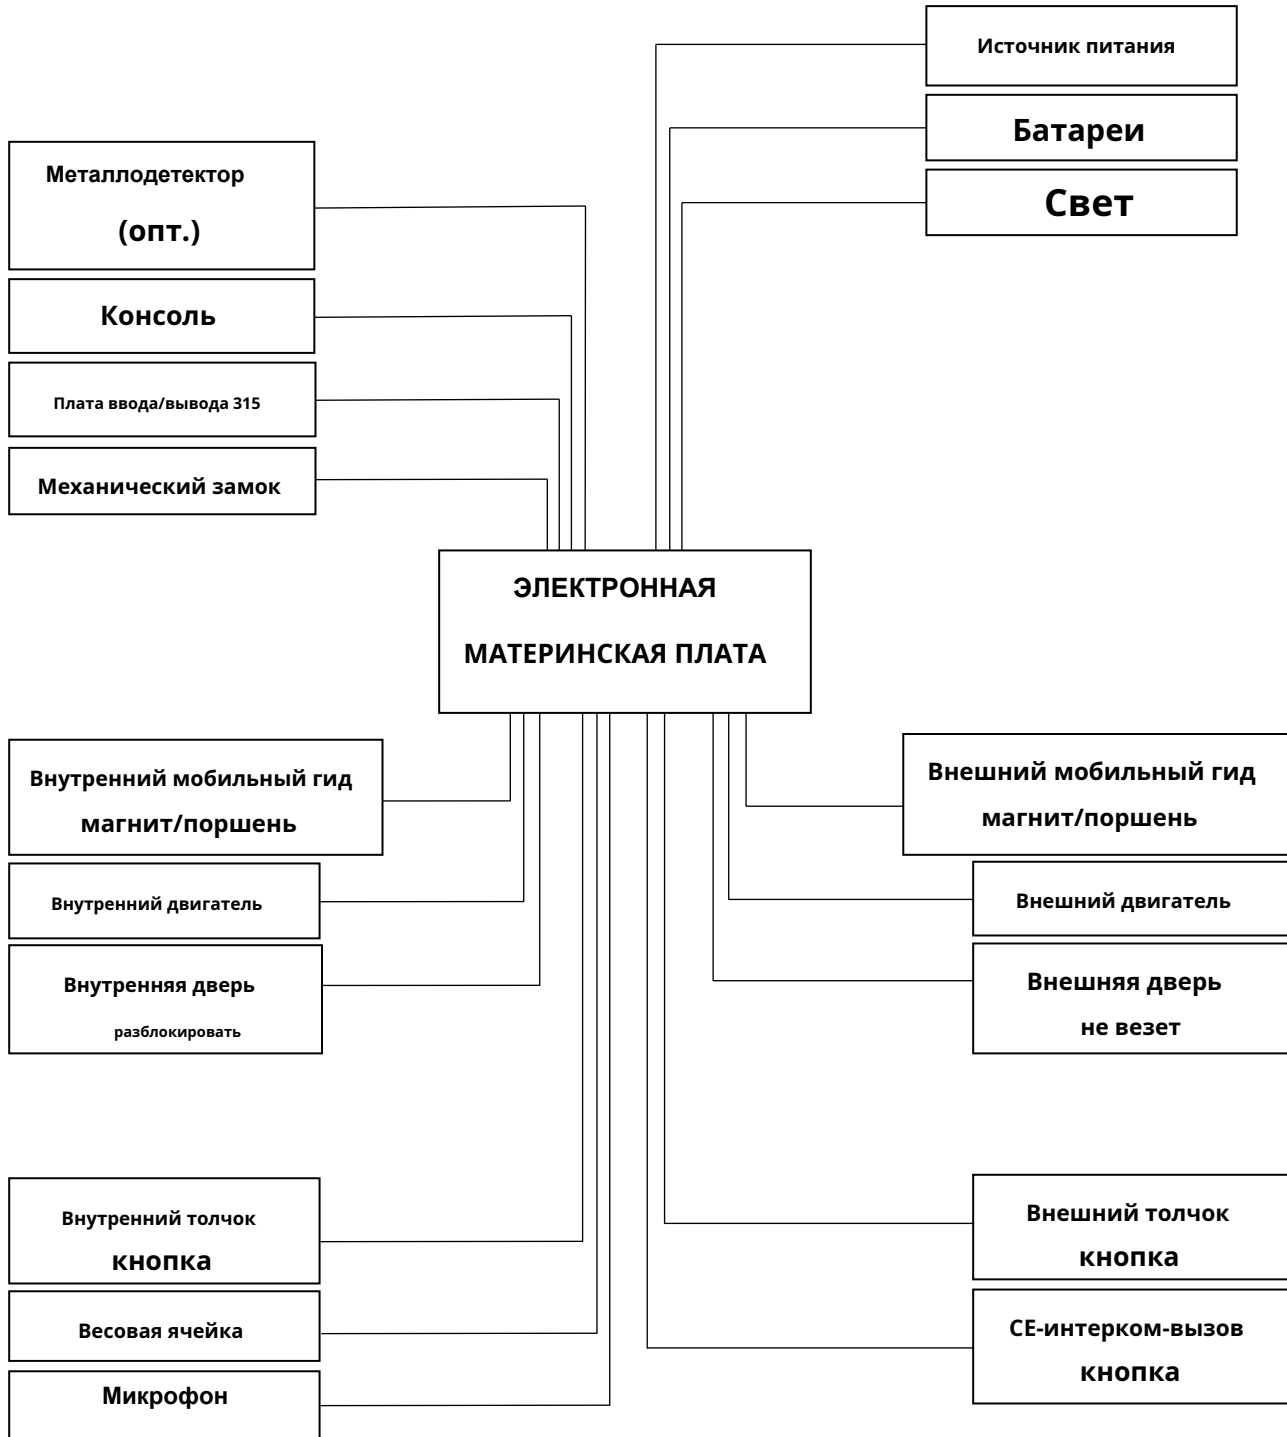 Источник питания
Батареи
Свет
Металлодетектор
(опт.)
Консоль
Плата ввода/вывода 315
Механический замок
ЭЛЕКТРОННАЯ
МАТЕРИНСКАЯ ПЛАТА
Внутренний мобильный гид
магнит/поршень
Внутренний двигатель
Внутренняя дверь
разблокировать
Внешний мобильный гид
магнит/поршень
Внешний двигатель
Внешняя дверь
не везет
Внутренний толчок
кнопка
Весовая ячейка
Микрофон
Внешний толчок
кнопка
СЕ-интерком-вызов
кнопка